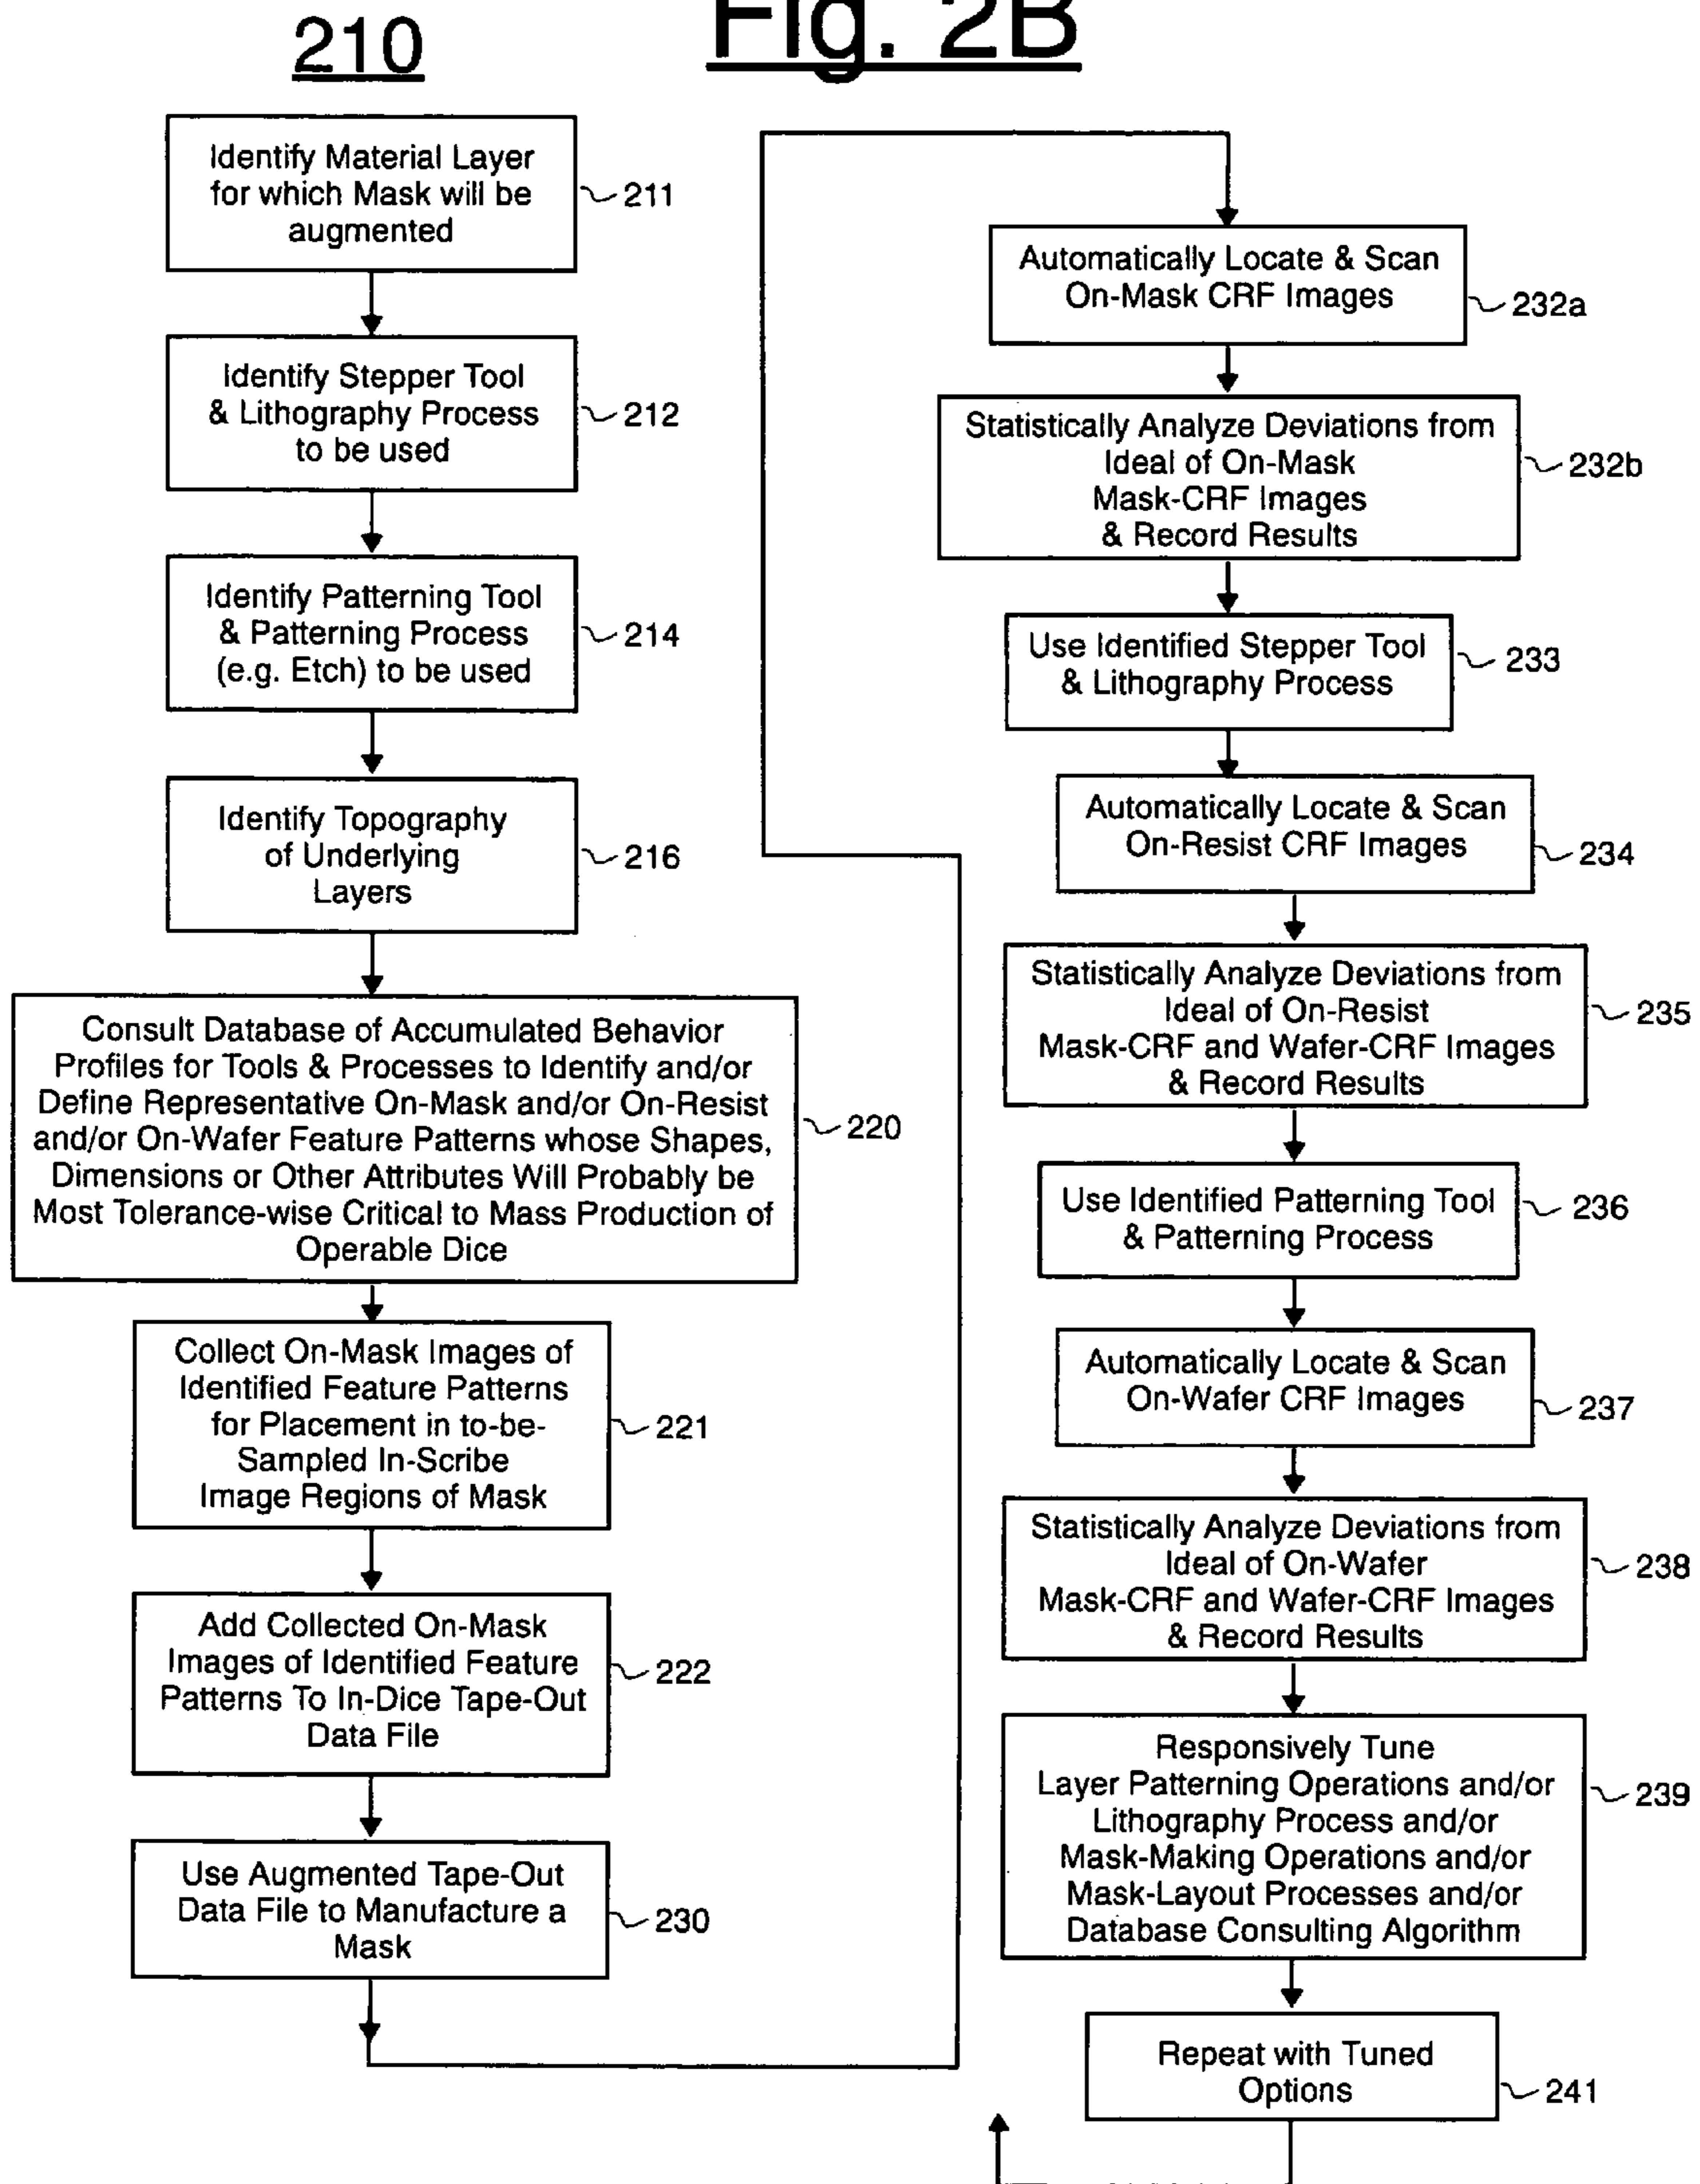 210
Fig. 2B
Identify Material Layer
for which Mask will be
augmented
211
Identify Stepper Tool
& Lithography Process
to be used
212
Identify Patterning Tool
& Patterning Process
(e.g. Etch) to be used
214
Identify Topography
of Underlying
Layers
216
Consult Database of Accumulated Behavior
Profiles for Tools & Processes to Identify and/or
Define Representative On-Mask and/or On-Resist
and/or On-Wafer Feature Patterns whose Shapes,
Dimensions or Other Attributes Will Probably be
Most Tolerance-wise Critical to Mass Production of
Operable Dice
220
Collect On-Mask Images of
Identified Feature Patterns
for Placement in to-be-
Sampled In-Scribe
Image Regions of Mask
221
Add Collected On-Mask
Images of Identified Feature
Patterns To In-Dice Tape-Out
Data File
222
Use Augmented Tape-Out
Data File to Manufacture a
Mask
230
Automatically Locate & Scan
On-Mask CRF Images
232a
Statistically Analyze Deviations from
Ideal of On-Mask
Mask-CRF Images
& Record Results
232b
Use Identified Stepper Tool
& Lithography Process
233
Automatically Locate & Scan
On-Resist CRF Images
234
Statistically Analyze Deviations from
Ideal of On-Resist
Mask-CRF and Wafer-CRF Images
& Record Results
235
Use Identified Patterning Tool
& Patterning Process
236
Automatically Locate & Scan
On-Wafer CRF Images
237
Statistically Analyze Deviations from
Ideal of On-Wafer
Mask-CRF and Wafer-CRF Images
& Record Results
238
Responsively Tune
Layer Patterning Operations and/or
Lithography Process and/or
Mask-Making Operations and/or
Mask-Layout Processes and/or
Database Consulting Algorithm
239
Repeat with Tuned
Options
241